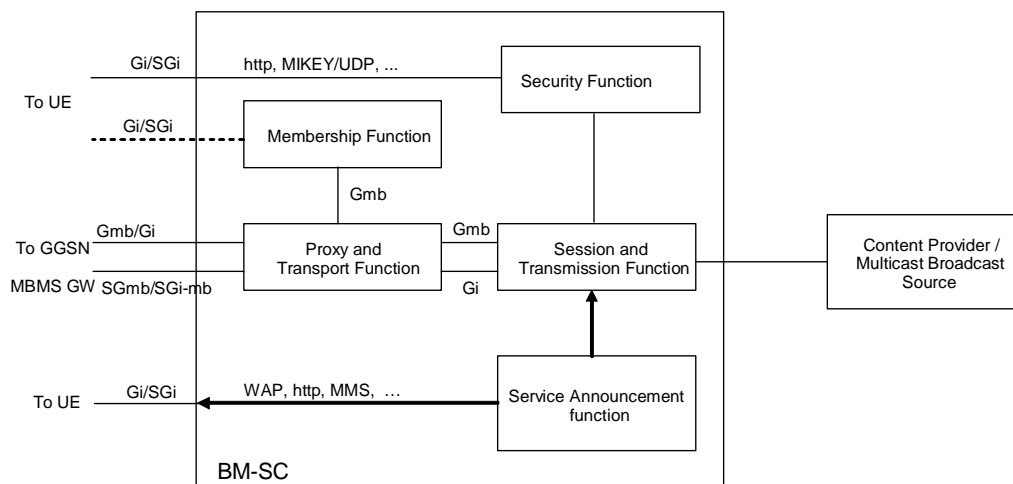 Gi/SGi
http, MIKEY/UDP, ...
Security Function
To UE
Gi/SGi
Membership Function
Gmb
Gmb/Gi
Gmb
To GGSN
Proxy and
Transport Function
Session and
Transmission Function
Content Provider /
Multicast Broadcast
Source
MBMS GW
SGmb/SGi-mb
Gi
Gi/SGi
WAP, http, MMS, ...
To UE
Service Announcement
function
BM-SC